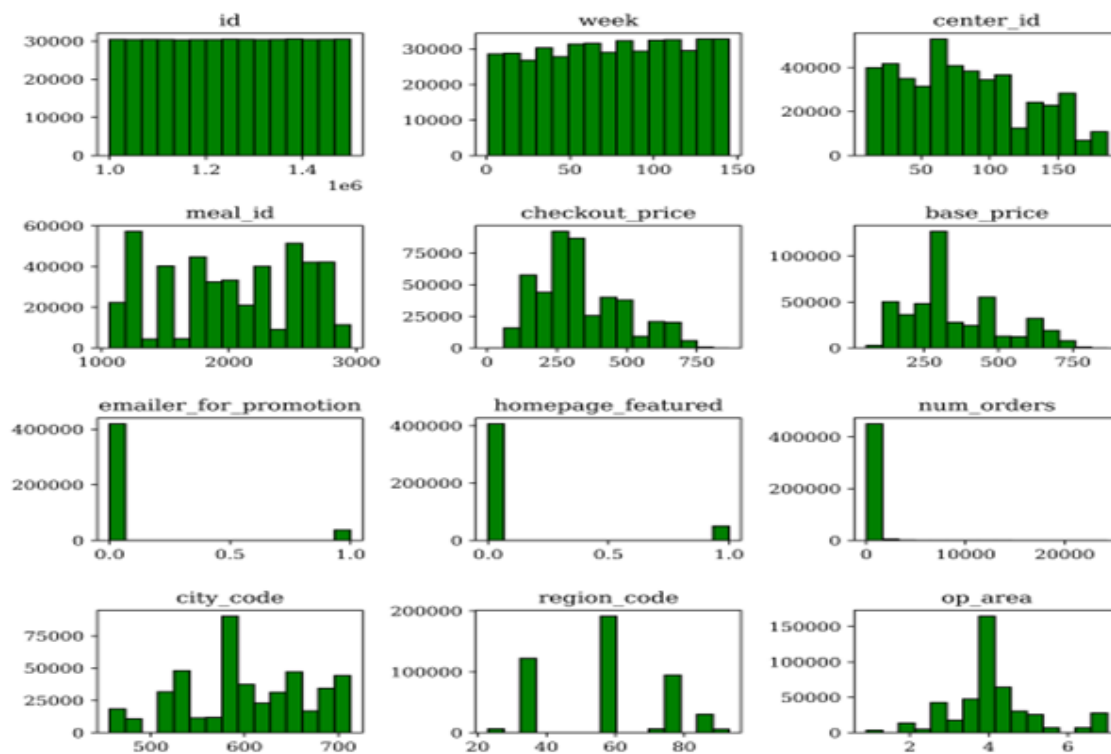 id week center_id
30000 30000 40000
20000 20000
10000 10000 20000
0 0 0
1.0 1.2 1.4 0 50 100 150 50 100 150
1e6
meal_id checkout_price base_price
60000
75000 100000
40000
50000
20000 25000 50000
0 0 0
1000 2000 3000 0 250 500 750 250 500 750
emailer_for_promotion homepage_featured num_orders
400000 400000 400000
200000 200000 200000
0 0 0
0.0 0.5 1.0 0.0 0.5 1.0 0 10000 20000
city_code region_code op_area
200000
75000 150000
50000 100000 100000
25000 50000
0 0 0
500 600 700 20 40 60 80 2 4 6